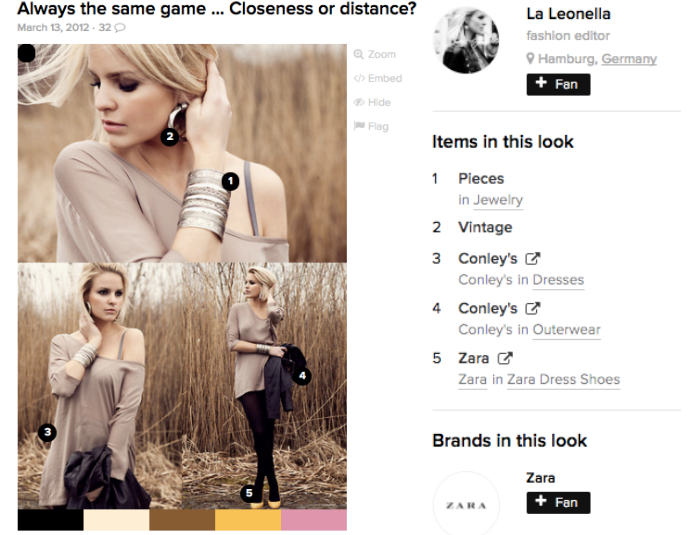 Always the same game ... Closeness or distance?
March 13, 2012 · 32
Zoom
</> Embed
Hide
Flag
2
1
3
4
5
La Leonella
fashion editor
Hamburg, Germany
+ Fan
Items in this look
1 Pieces
in Jewelry
2 Vintage
3 Conley's
Conley's in Dresses
4 Conley's
Conley's in Outerwear
5 Zara
Zara in Zara Dress Shoes
Brands in this look
ZARA
Zara
+ Fan